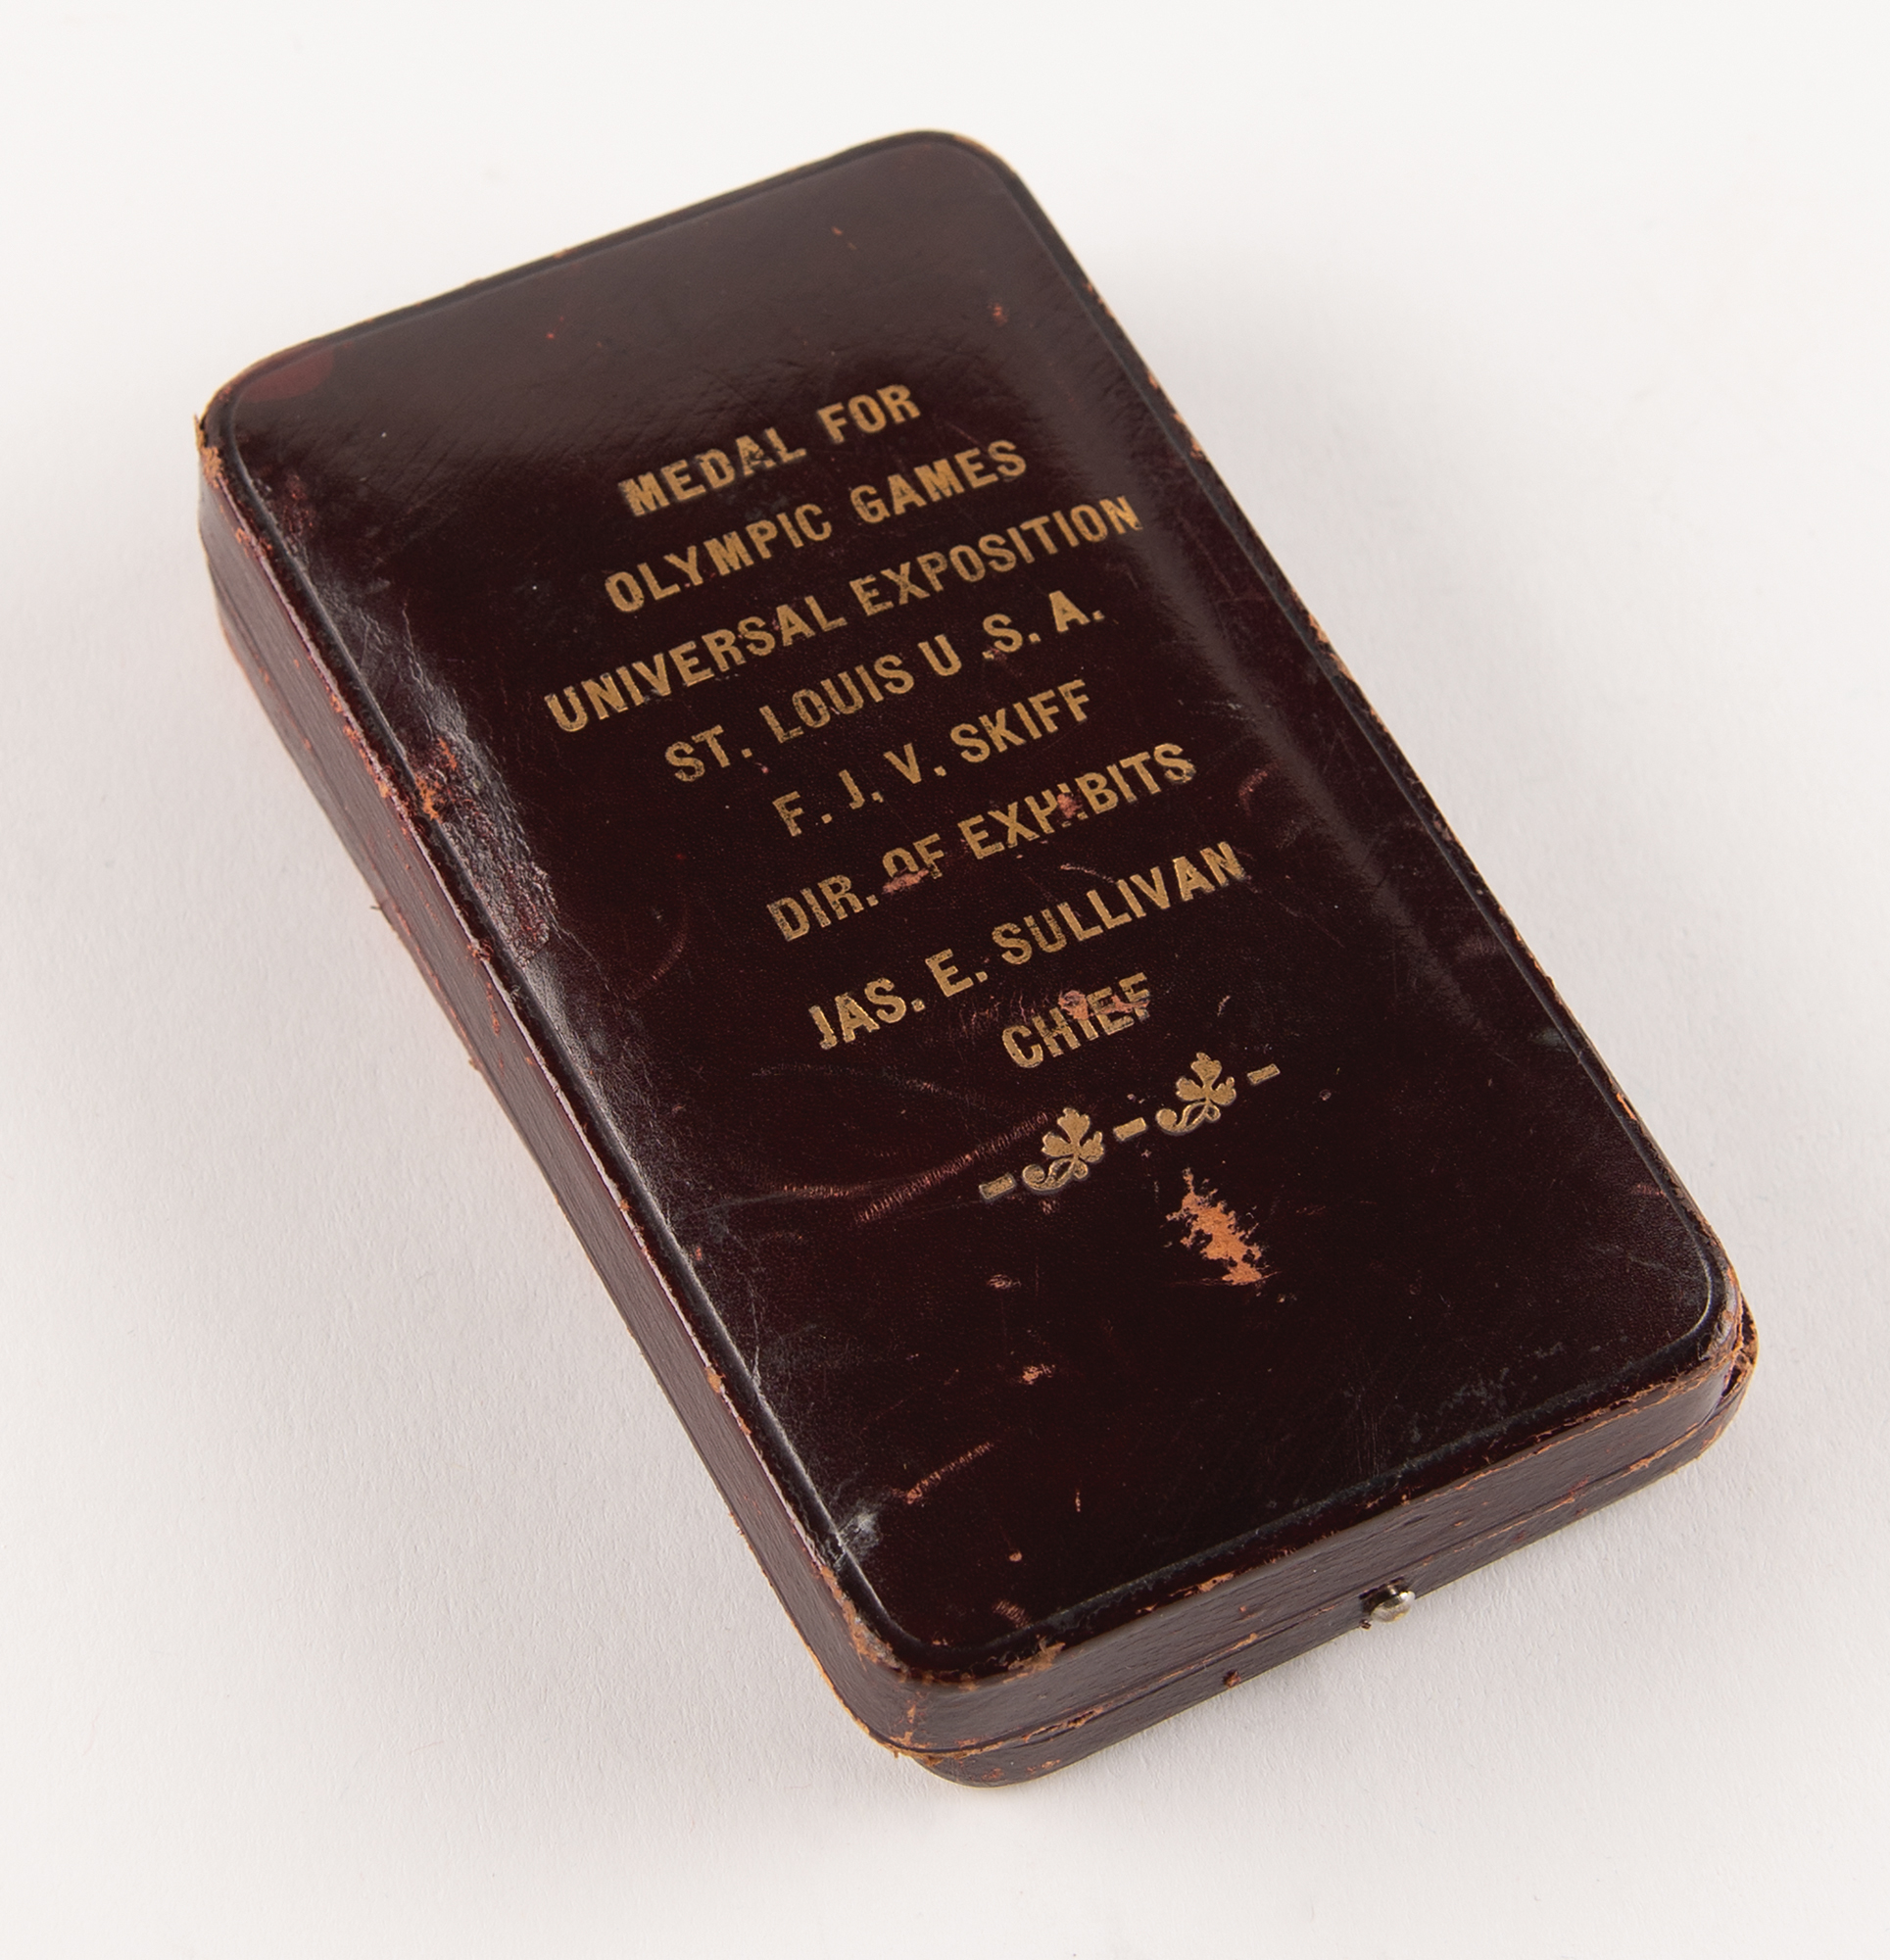 MEDAL FOR
OLYMPIC GAMES
UNIVERSAL EXPOSITION
ST. LOUIS U .S. A.
F. J. V. SKIFF
DIR. OF EXHIBITS
JAS. E. SULLIVAN
CHIEF